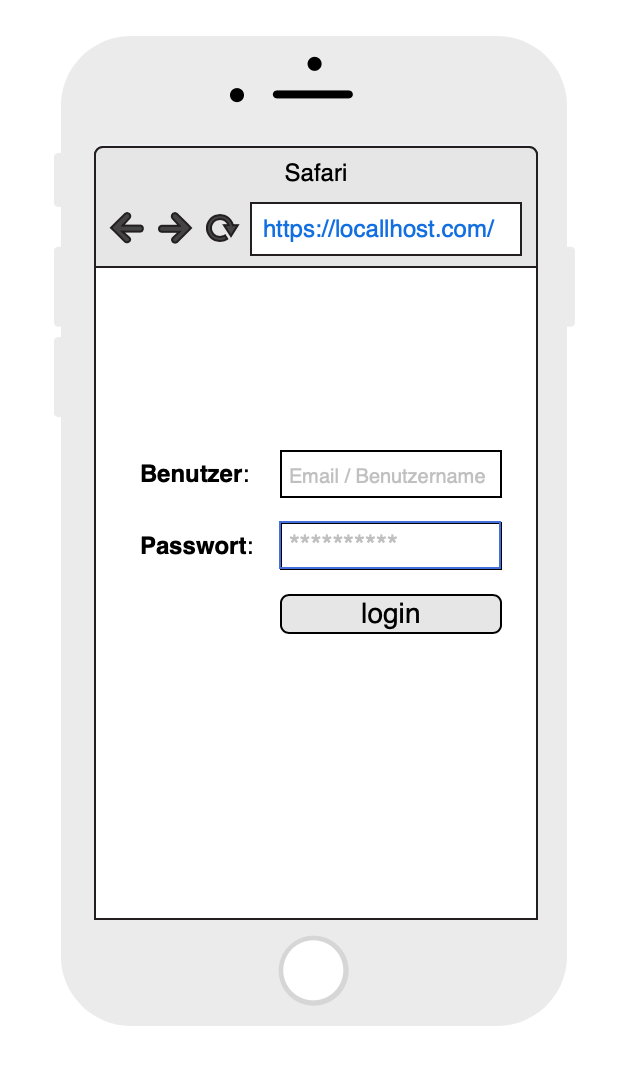 Safari
https://locallhost.com/
Benutzer: Email / Benutzername
Passwort: **********
login